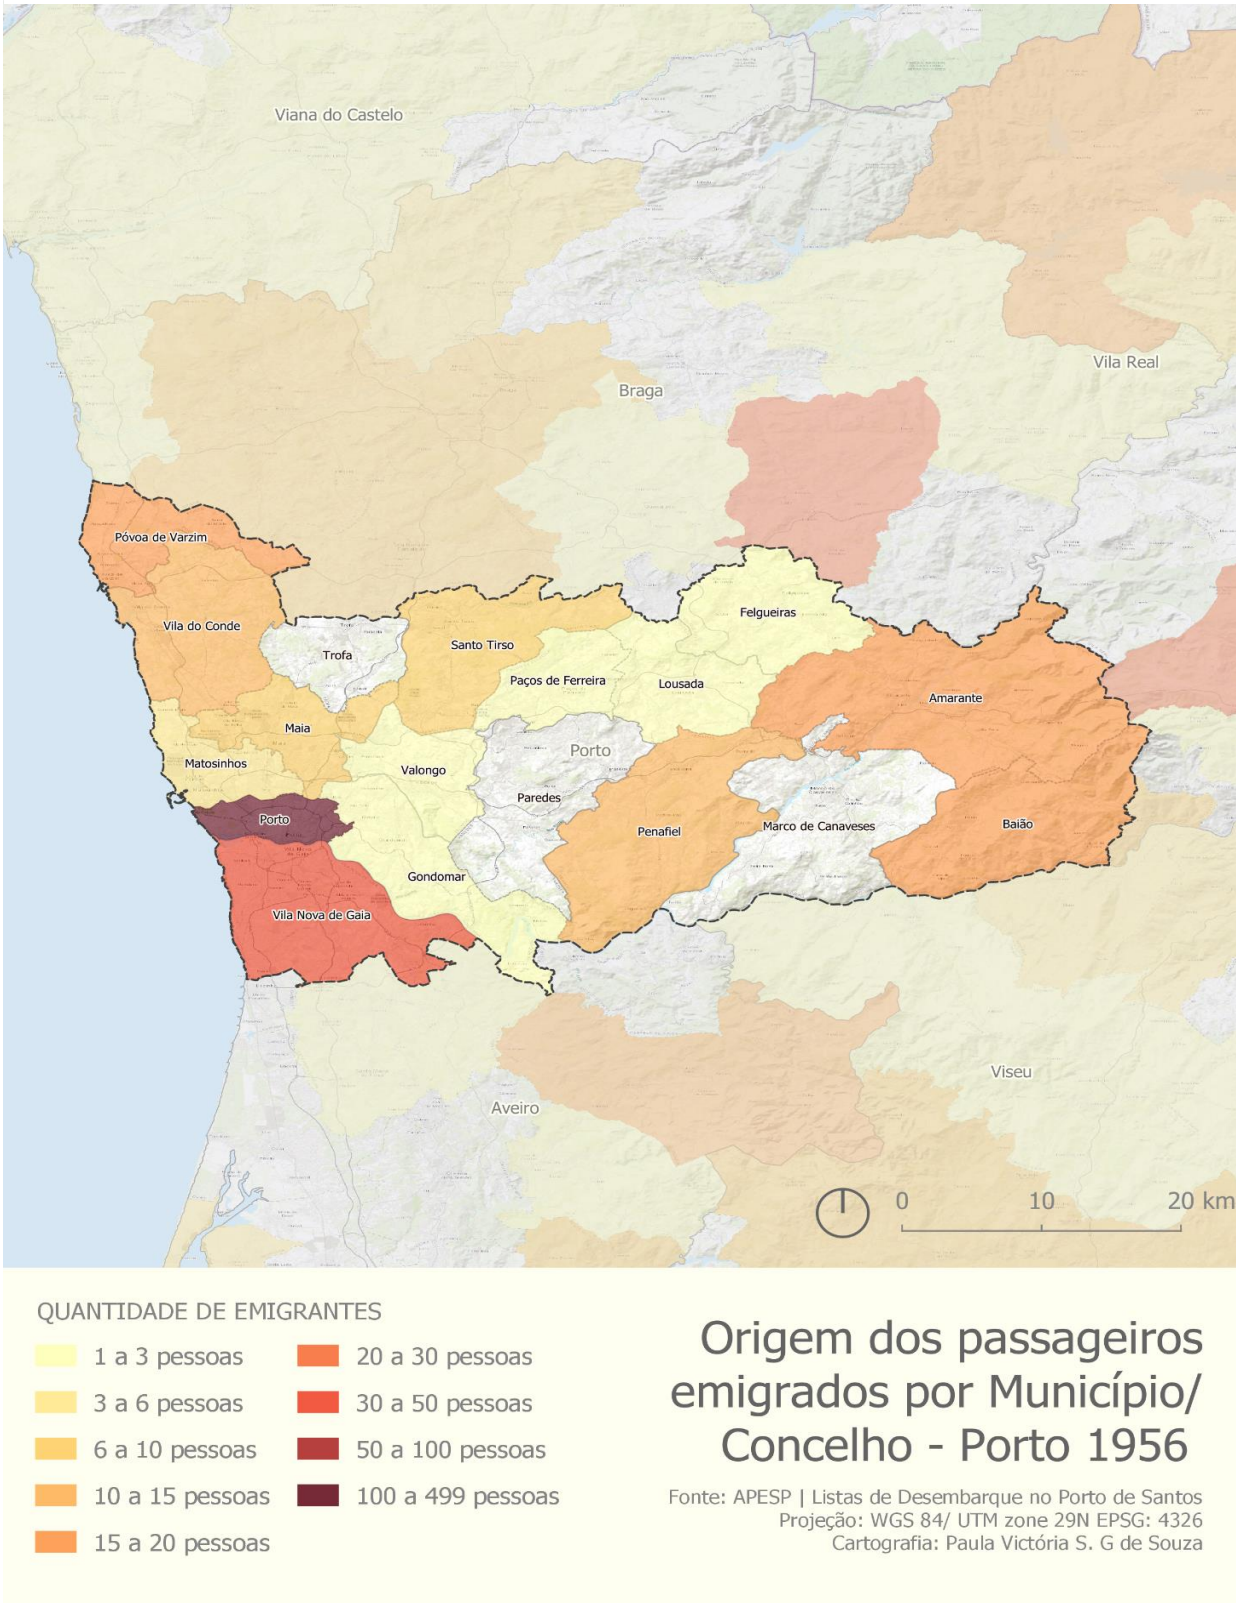 Viana do Castelo
Vila Real
Braga
Póvoa de Varzim
Felgueiras
Vila do Conde
Santo Tirso
Trofa
Paços de Ferreira
Lousada
Amarante
Maia
Porto
Matosinhos
Valongo
Paredes
Porto
Penafiel
Marco de Canaveses
Baião
Gondomar
Vila Nova de Gaia
Viseu
Aveiro
0 10 20 km
QUANTIDADE DE EMIGRANTES
1 a 3 pessoas
3 a 6 pessoas
6 a 10 pessoas
10 a 15 pessoas
15 a 20 pessoas
20 a 30 pessoas
30 a 50 pessoas
50 a 100 pessoas
100 a 499 pessoas
Origem dos passageiros
emigrados por Município/
Concelho - Porto 1956
Fonte: APESP | Listas de Desembarque no Porto de Santos
Projeção: WGS 84/ UTM zone 29N EPSG: 4326
Cartografia: Paula Victória S. G de Souza